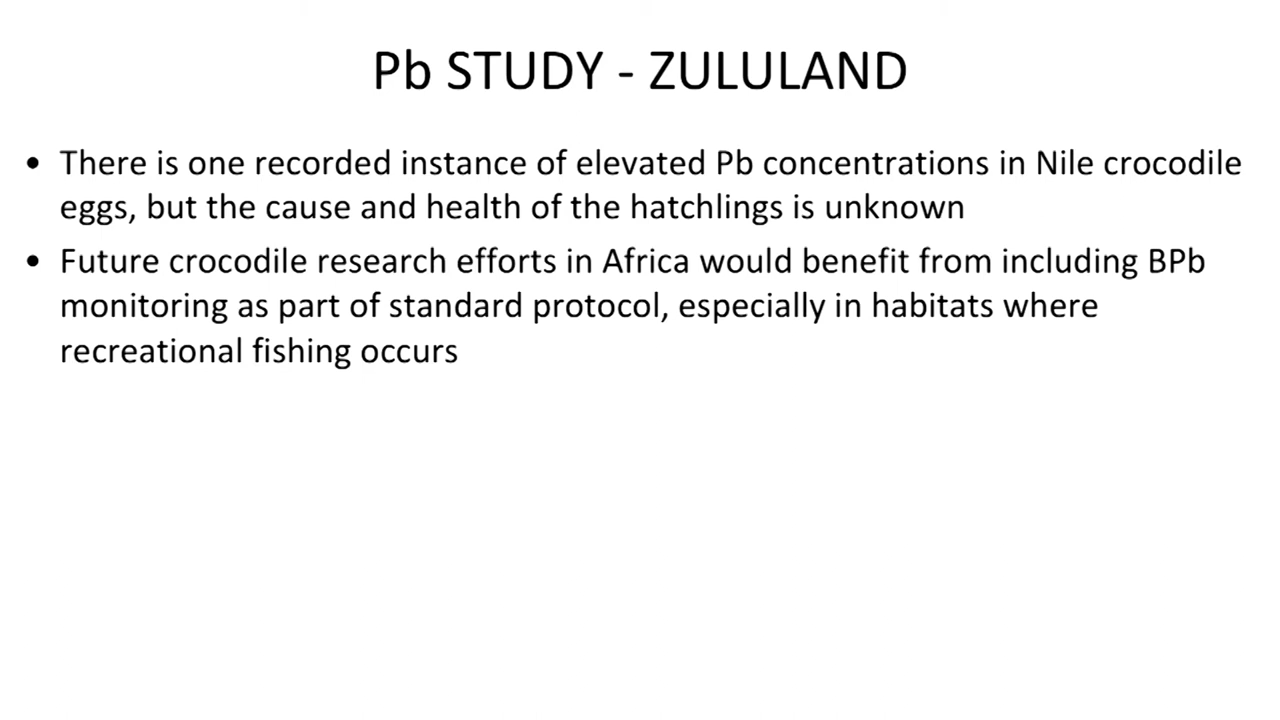 Pb STUDY - ZULULAND
• There is one recorded instance of elevated Pb concentrations in Nile crocodile
eggs, but the cause and health of the hatchlings is unknown
• Future crocodile research efforts in Africa would benefit from including BPb
monitoring as part of standard protocol, especially in habitats where
recreational fishing occurs